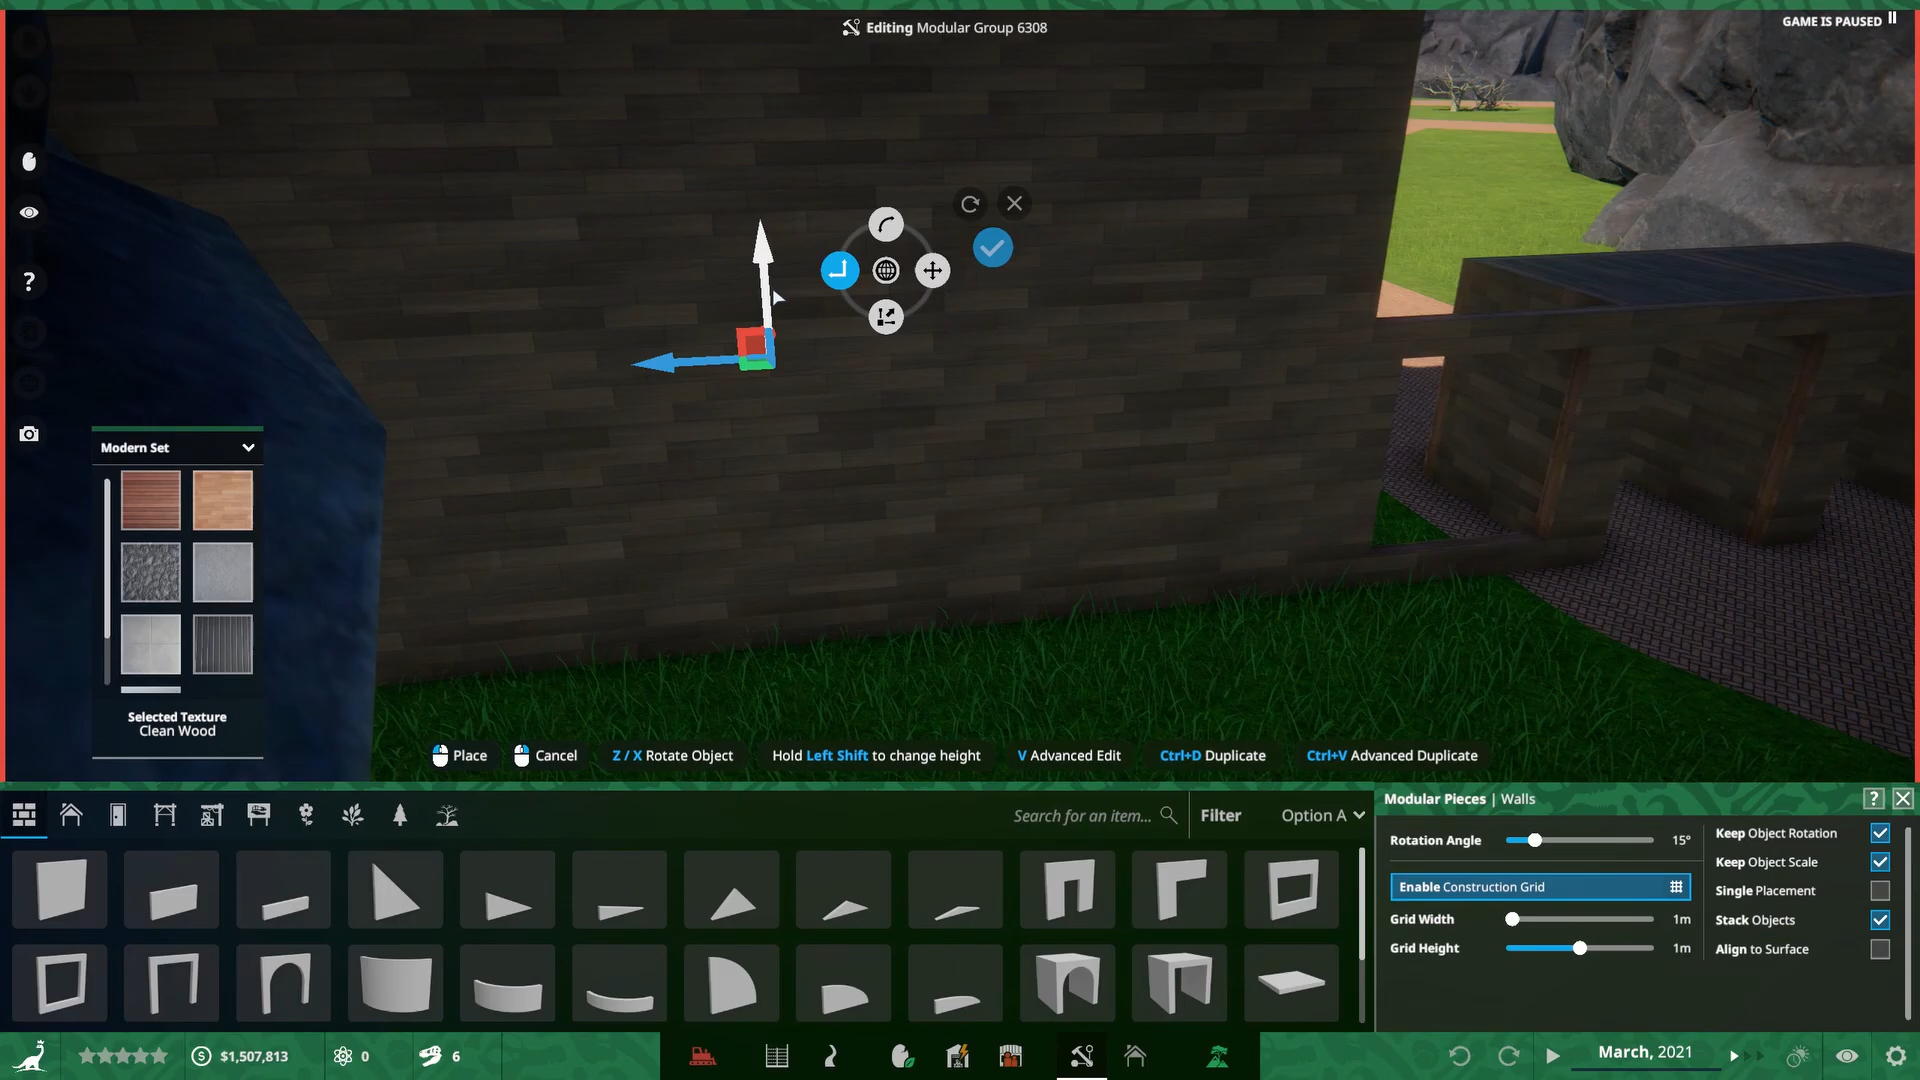 Editing Modular Group 6308
GAME IS PAUSED
?
Modern Set
Selected Texture
Clean Wood
Place
Cancel
Z / X Rotate Object
Hold Left Shift to change height
V Advanced Edit
Ctrl+D Duplicate
Ctrl+V Advanced Duplicate
Search for an item...
Filter
Option A
Modular Pieces | Walls
?
Rotation Angle
15°
Enable Construction Grid
Grid Width
1m
Grid Height
1m
Keep Object Rotation
Keep Object Scale
Single Placement
Stack Objects
Align to Surface
$1,507,813
0
6
March, 2021